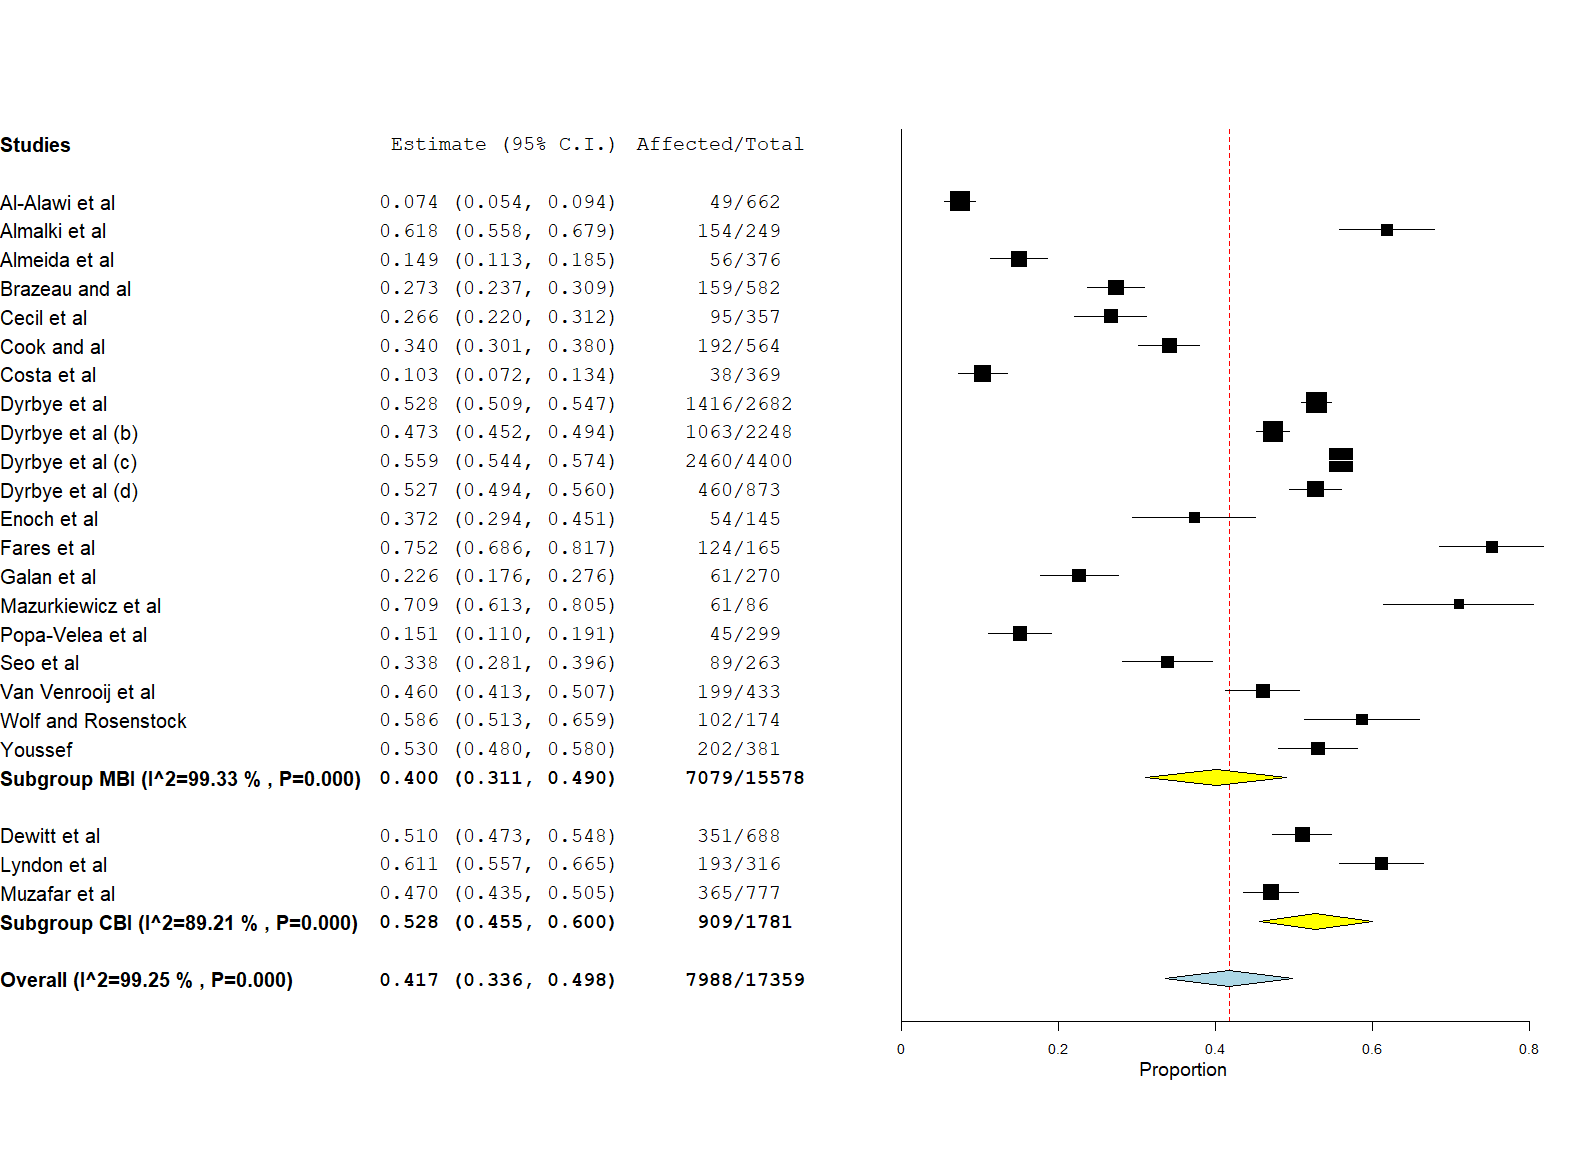 Studies Estimate (95% C.I.) Affected/Total
Al-Alawi et al 0.074 (0.054, 0.094) 49/662
Almalki et al 0.618 (0.558, 0.679) 154/249
Almeida et al 0.149 (0.113, 0.185) 56/376
Brazeau and al 0.273 (0.237, 0.309) 159/582
Cecil et al 0.266 (0.220, 0.312) 95/357
Cook and al 0.340 (0.301, 0.380) 192/564
Costa et al 0.103 (0.072, 0.134) 38/369
Dyrbye et al 0.528 (0.509, 0.547) 1416/2682
Dyrbye et al (b) 0.473 (0.452, 0.494) 1063/2248
Dyrbye et al (c) 0.559 (0.544, 0.574) 2460/4400
Dyrbye et al (d) 0.527 (0.494, 0.560) 460/873
Enoch et al 0.372 (0.294, 0.451) 54/145
Fares et al 0.752 (0.686, 0.817) 124/165
Galan et al 0.226 (0.176, 0.276) 61/270
Mazurkiewicz et al 0.709 (0.613, 0.805) 61/86
Popa-Velea et al 0.151 (0.110, 0.191) 45/299
Seo et al 0.338 (0.281, 0.396) 89/263
Van Venrooij et al 0.460 (0.413, 0.507) 199/433
Wolf and Rosenstock 0.586 (0.513, 0.659) 102/174
Youssef 0.530 (0.480, 0.580) 202/381
Subgroup MBI (I^2=99.33 % , P=0.000) 0.400 (0.311, 0.490) 7079/15578
Dewitt et al 0.510 (0.473, 0.548) 351/688
Lyndon et al 0.611 (0.557, 0.665) 193/316
Muzafar et al 0.470 (0.435, 0.505) 365/777
Subgroup CBI (I^2=89.21 % , P=0.000) 0.528 (0.455, 0.600) 909/1781
Overall (I^2=99.25 % , P=0.000) 0.417 (0.336, 0.498) 7988/17359
0 0.2 0.4 0.6 0.8
Proportion